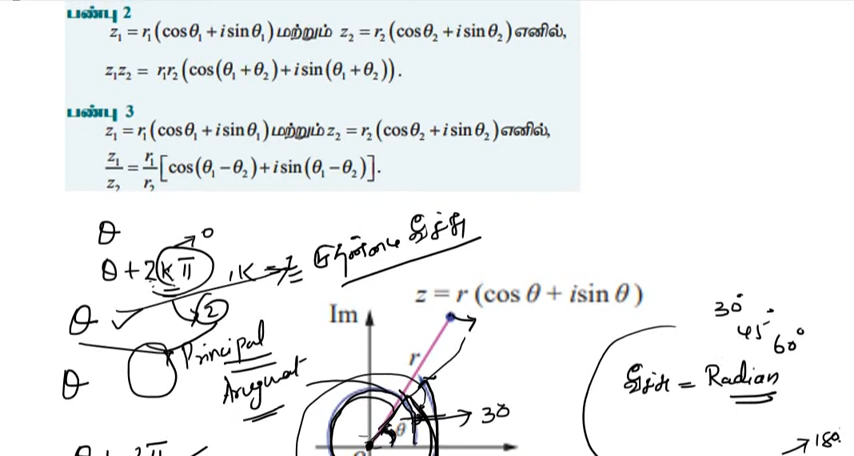 பண்பு 2
z₁ = r₁(cosθ₁ + i sinθ₁) மற்றும் z₂ = r₂(cosθ₂ + i sinθ₂) எனில்,
z₁z₂ = r₁r₂(cos(θ₁ + θ₂) + i sin(θ₁ + θ₂)).
பண்பு 3
z₁ = r₁(cosθ₁ + i sinθ₁) மற்றும் z₂ = r₂(cosθ₂ + i sinθ₂) எனில்,
z₁/z₂ = r₁/r₂ [cos(θ₁ − θ₂) + i sin(θ₁ − θ₂)].
θ
0
θ + 2kπ, K
z = r (cos θ + i sin θ)
Im
30°
45°
60°
θ ✓
2
Principal
r
= Radian
θ
θ
30
180